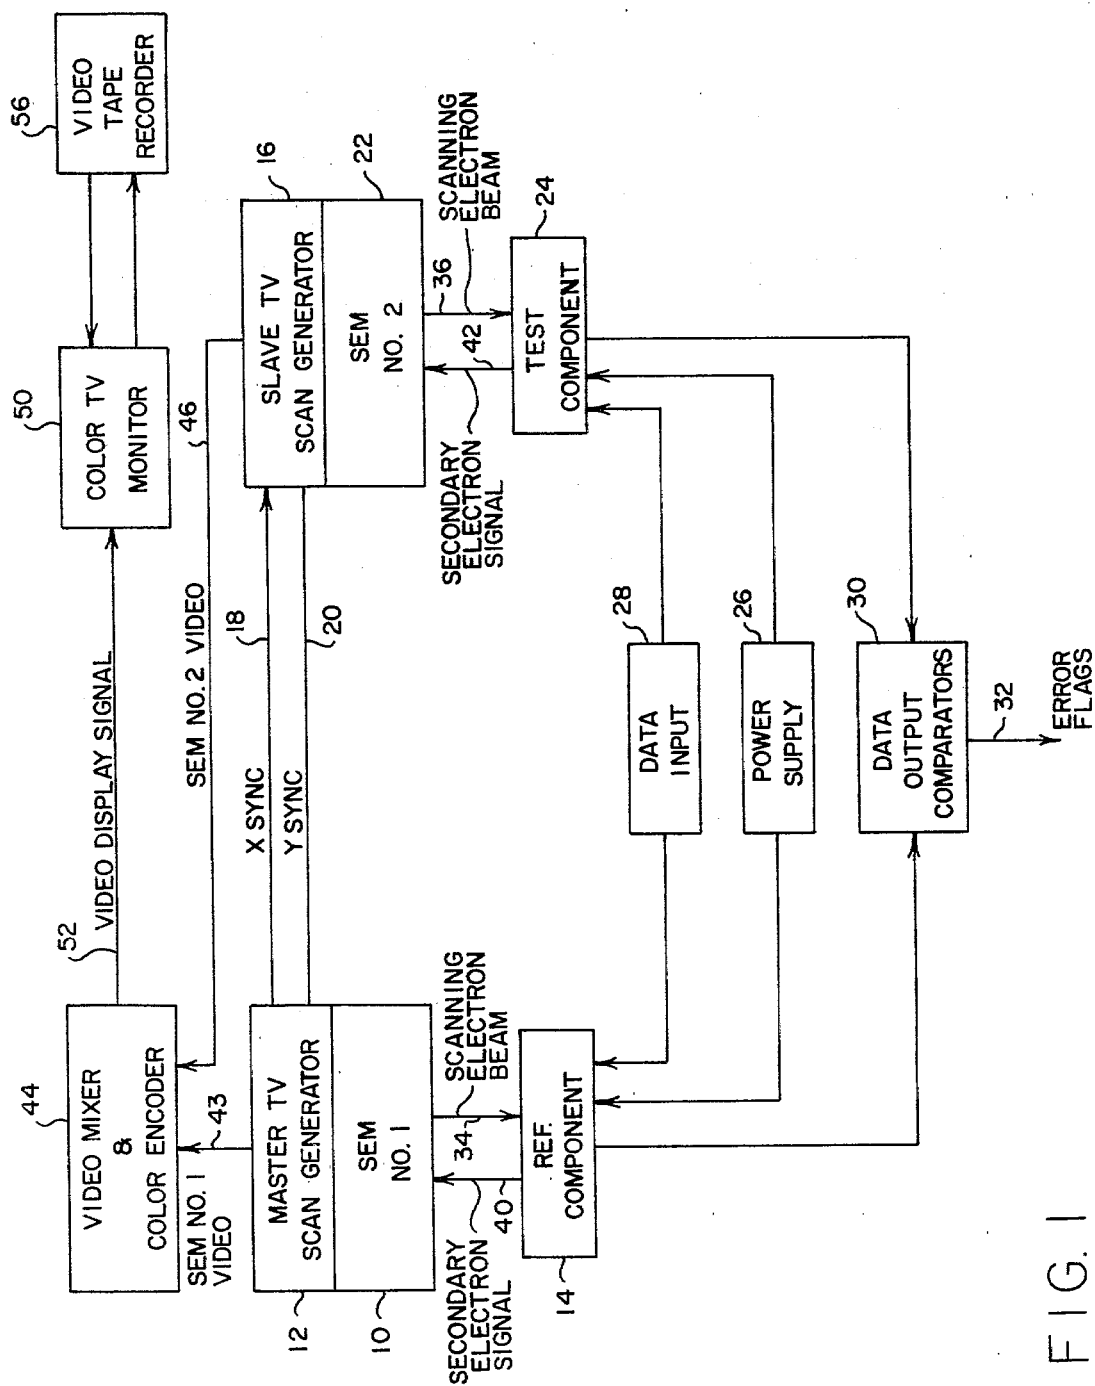 44
VIDEO MIXER
&
COLOR ENCODER
52
VIDEO DISPLAY SIGNAL
50
COLOR TV
MONITOR
56
VIDEO
TAPE
RECORDER
SEM NO. 1
VIDEO
43
SEM NO. 2 VIDEO
46
12
MASTER TV
SCAN GENERATOR
10
SEM
NO. 1
X SYNC
18
Y SYNC
20
SLAVE TV
SCAN GENERATOR
16
SEM
NO. 2
22
SECONDARY
ELECTRON
SIGNAL
40
34
SCANNING
ELECTRON
BEAM
SECONDARY
ELECTRON
SIGNAL
42
36
SCANNING
ELECTRON
BEAM
14
REF.
COMPONENT
TEST
COMPONENT
24
DATA
INPUT
28
POWER
SUPPLY
26
DATA
OUTPUT
COMPARATORS
30
32
ERROR
FLAGS
FIG. 1